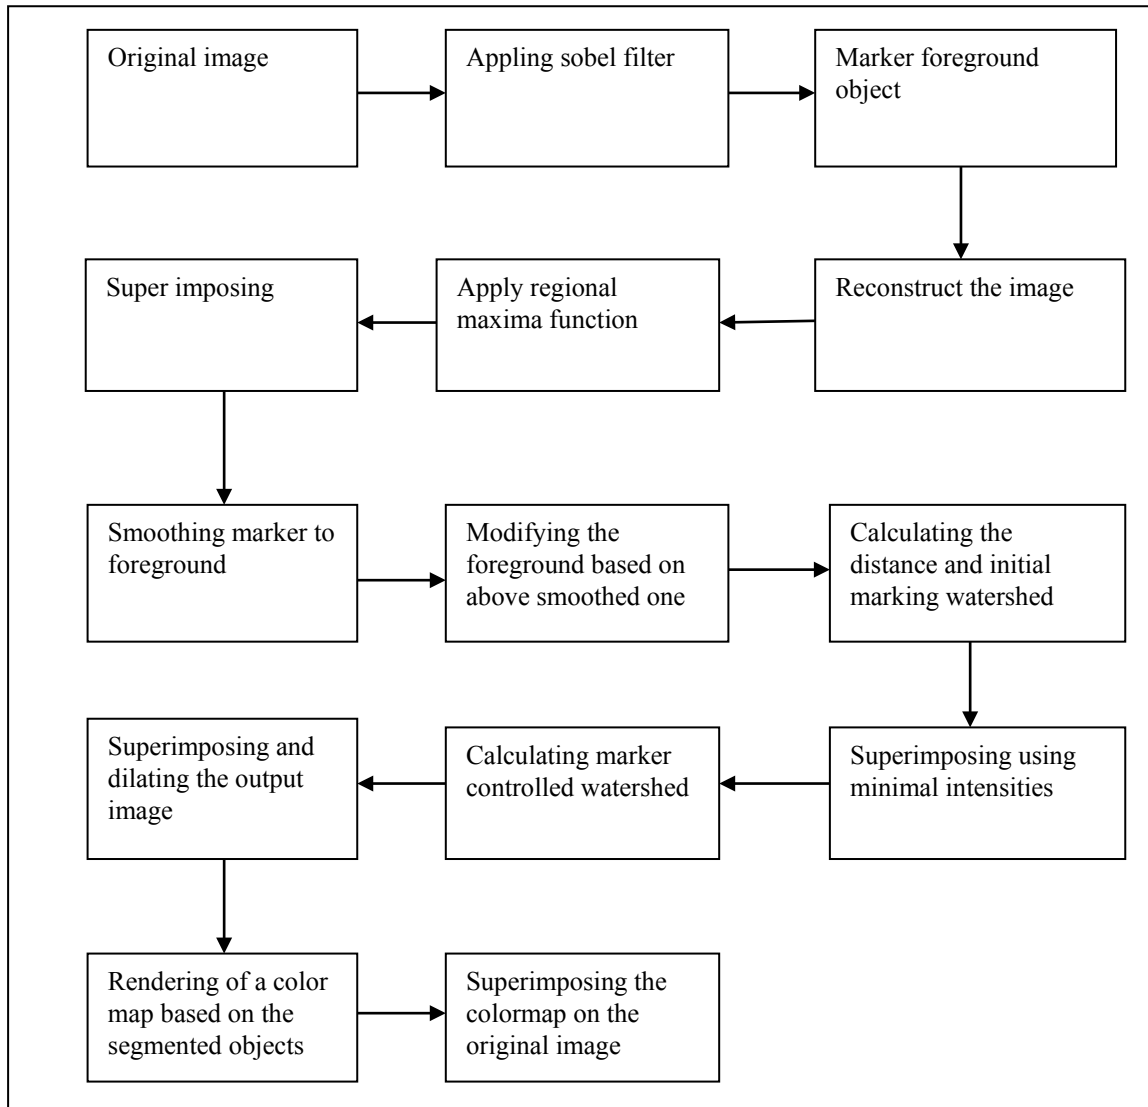 Original image
Appling sobel filter
Marker foreground
object
Reconstruct the image
Apply regional
maxima function
Super imposing
Smoothing marker to
foreground
Modifying the
foreground based on
above smoothed one
Calculating the
distance and initial
marking watershed
Superimposing using
minimal intensities
Calculating marker
controlled watershed
Superimposing and
dilating the output
image
Rendering of a color
map based on the
segmented objects
Superimposing the
colormap on the
original image